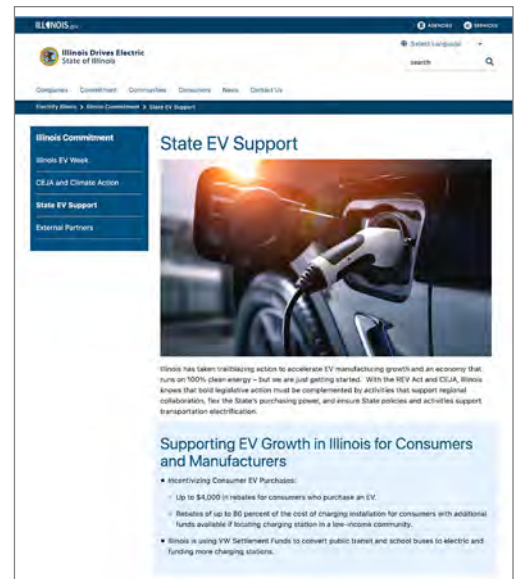 ILLINOIS.gov
AGENCIES SERVICES
Illinois Drives Electric
State of Illinois
Select Language
search
Companies Commitment Communities Consumers News Contact Us
Electrify Illinois > Illinois Commitment > State EV Support
Illinois Commitment
Illinois EV Week
CEJA and Climate Action
State EV Support
External Partners
State EV Support
Illinois has taken trailblazing action to accelerate EV manufacturing growth and an economy that
runs on 100% clean energy – but we are just getting started. With the REV Act and CEJA, Illinois
knows that bold legislative action must be complemented by activities that support regional
collaboration, flex the State's purchasing power, and ensure State policies and activities support
transportation electrification.
Supporting EV Growth in Illinois for Consumers
and Manufacturers
• Incentivizing Consumer EV Purchases:
◦ Up to $4,000 in rebates for consumers who purchase an EV.
◦ Rebates of up to 80 percent of the cost of charging installation for consumers with additional
funds available if locating charging station in a low-income community.
• Illinois is using VW Settlement Funds to convert public transit and school buses to electric and
funding more charging stations.